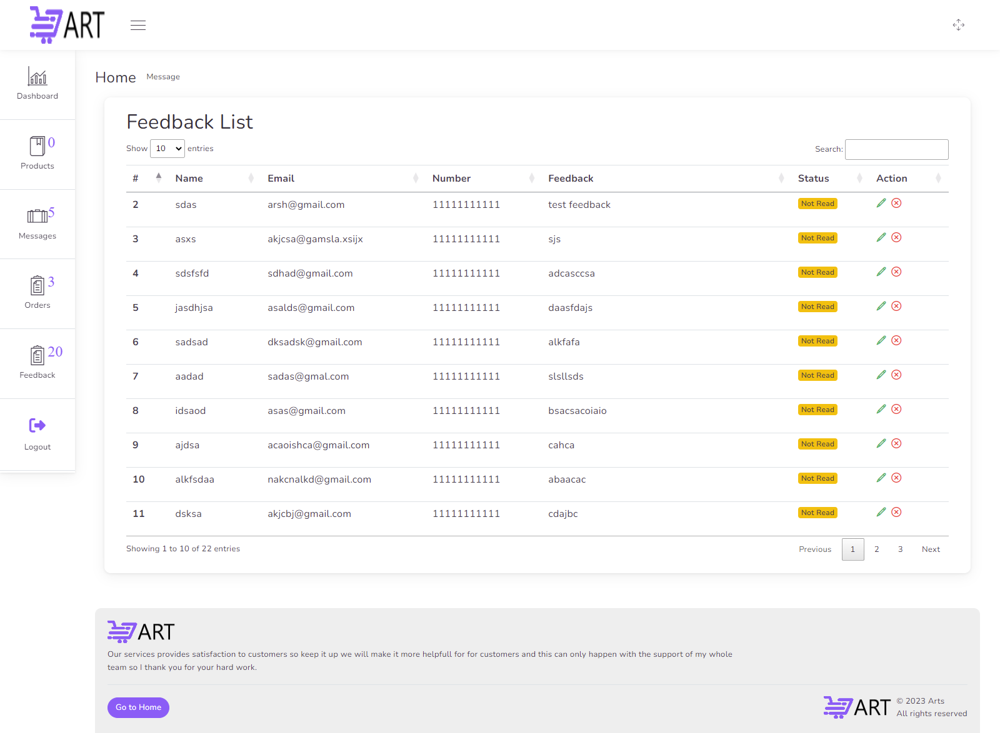 ART
Home Message
Dashboard
0
Products
5
Messages
3
Orders
20
Feedback
Logout
Feedback List
Show 10 entries Search:
# Name Email Number Feedback Status Action
2 sdas arsh@gmail.com 11111111111 test feedback Not Read
3 asxs akjcsa@gamsla.xsijx 11111111111 sjs Not Read
4 sdsfsfd sdhad@gmail.com 11111111111 adcasccsa Not Read
5 jasdhjsa asalds@gmail.com 11111111111 daasfdajs Not Read
6 sadsad dksadsk@gmail.com 11111111111 alkfafa Not Read
7 aadad sadas@gmal.com 11111111111 slsllsds Not Read
8 idsaod asas@gmail.com 11111111111 bsacsacoiaio Not Read
9 ajdsa acaoishca@gmail.com 11111111111 cahca Not Read
10 alkfsdaa nakcnalkd@gmail.com 11111111111 abaacac Not Read
11 dsksa akjcbj@gmail.com 11111111111 cdajbc Not Read
Showing 1 to 10 of 22 entries Previous 1 2 3 Next
ART
Our services provides satisfaction to customers so keep it up we will make it more helpfull for for customers and this can only happen with the support of my whole
team so I thank you for your hard work.
Go to Home
ART
© 2023 Arts
All rights reserved